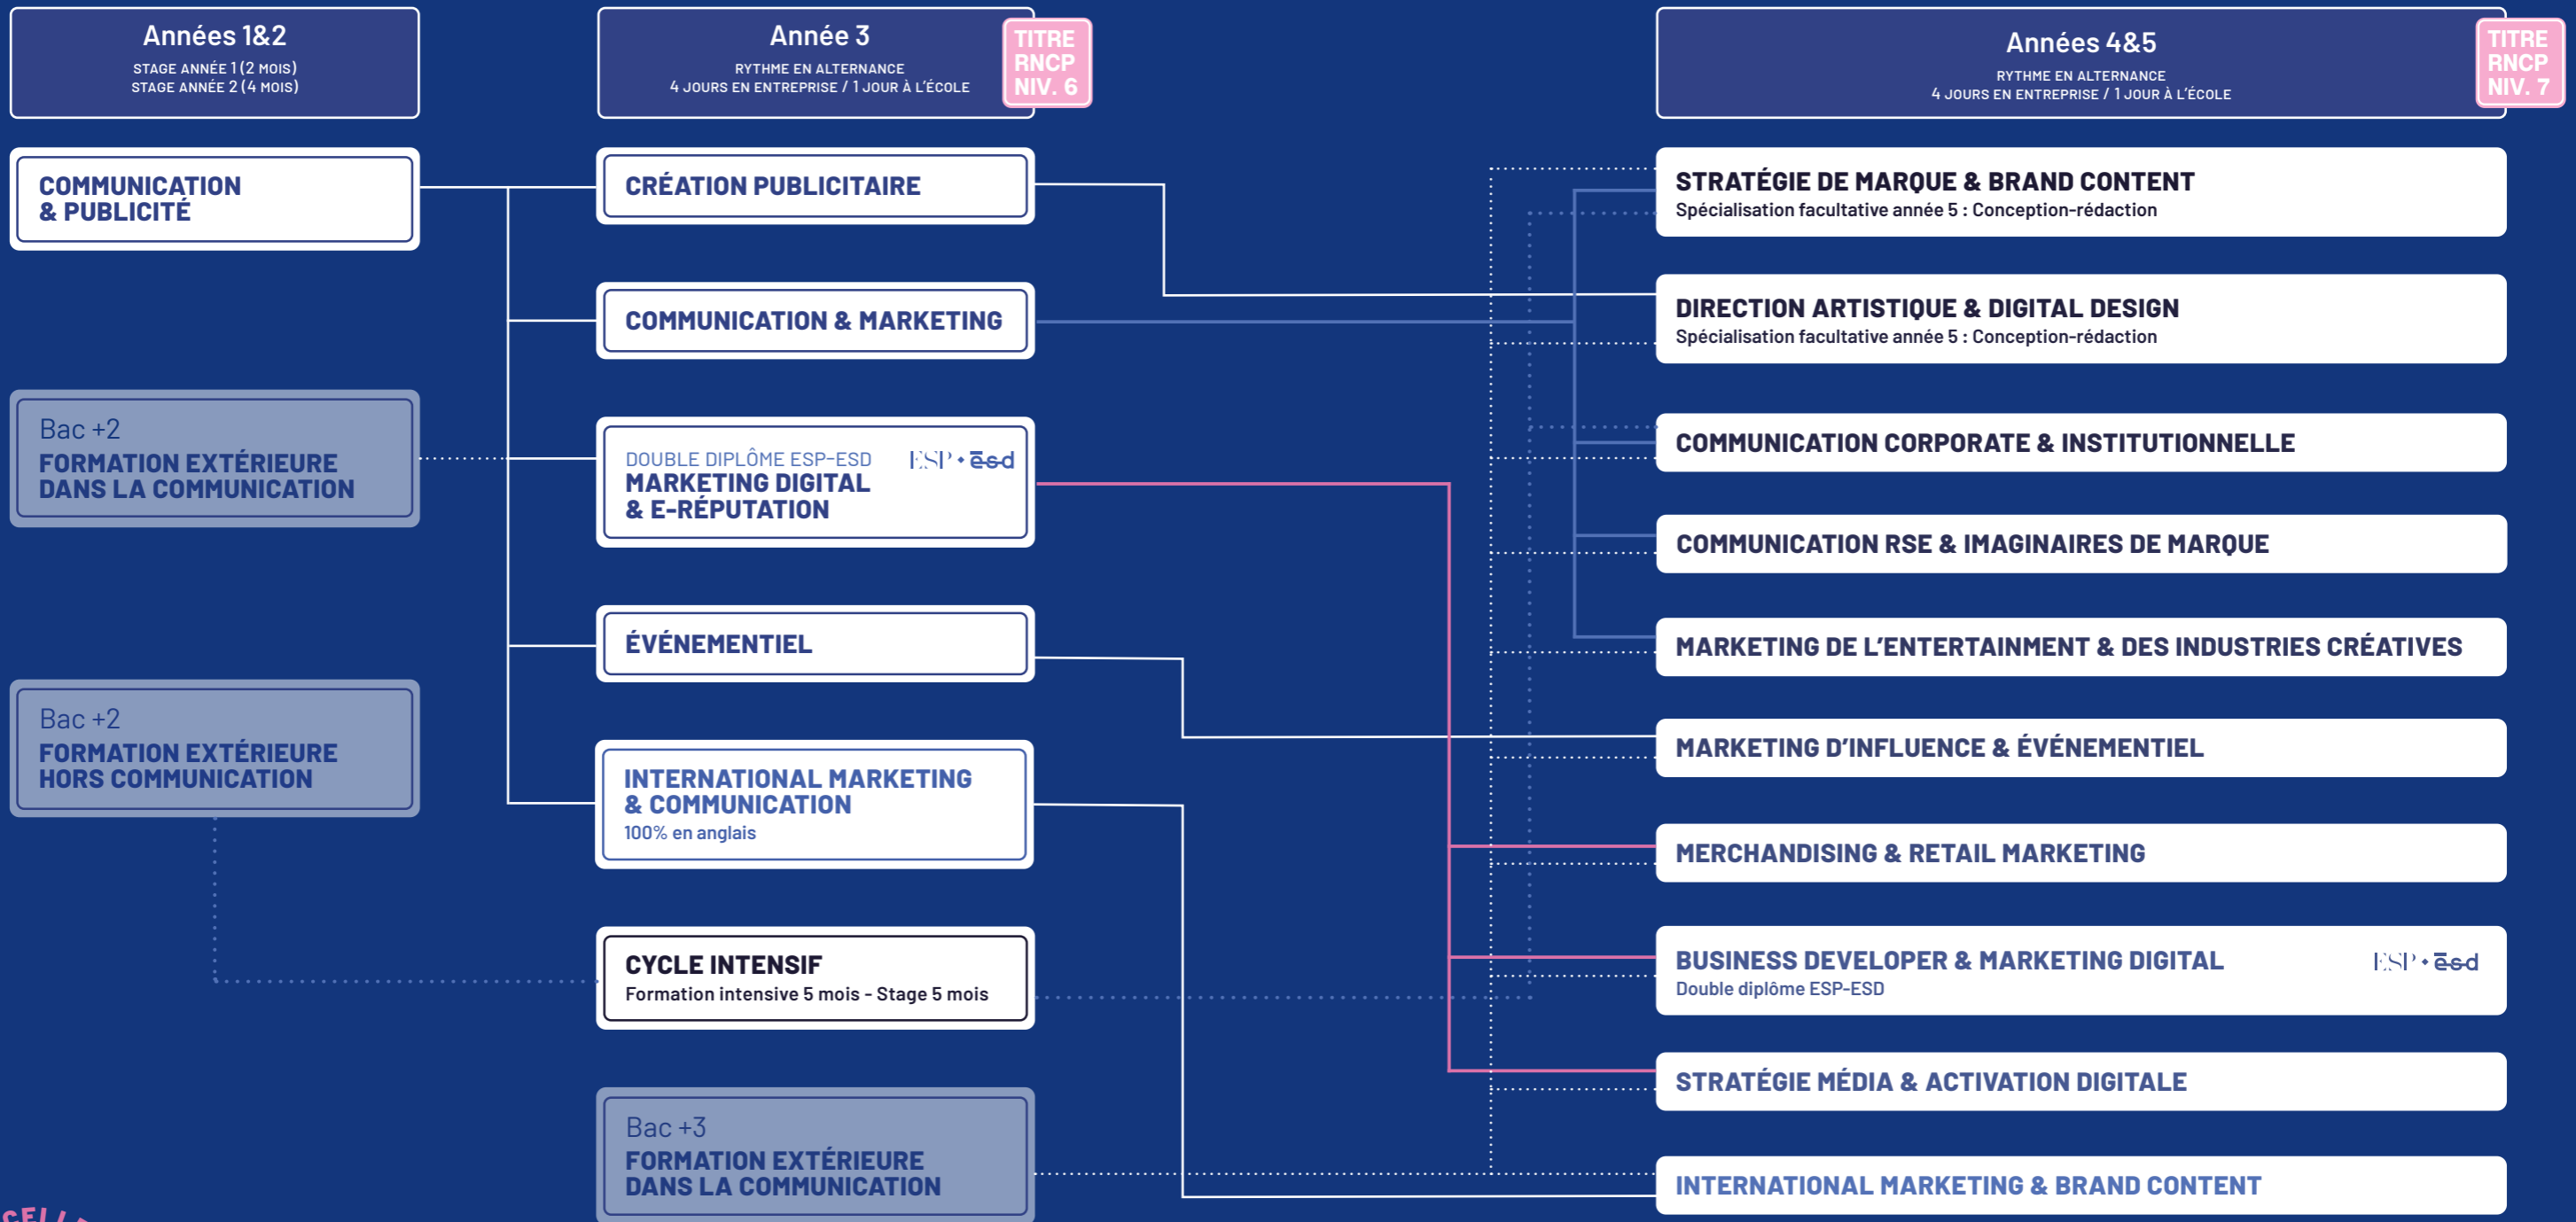 Années 1&2
STAGE ANNÉE 1 (2 MOIS)
STAGE ANNÉE 2 (4 MOIS)
Année 3
RYTHME EN ALTERNANCE
4 JOURS EN ENTREPRISE / 1 JOUR À L'ÉCOLE
TITRE
RNCP
NIV. 6
Années 4&5
RYTHME EN ALTERNANCE
4 JOURS EN ENTREPRISE / 1 JOUR À L'ÉCOLE
TITRE
RNCP
NIV. 7
COMMUNICATION
& PUBLICITÉ
Bac +2
FORMATION EXTÉRIEURE
DANS LA COMMUNICATION
Bac +2
FORMATION EXTÉRIEURE
HORS COMMUNICATION
CRÉATION PUBLICITAIRE
COMMUNICATION & MARKETING
DOUBLE DIPLÔME ESP-ESD
ESP • ēsd
MARKETING DIGITAL
& E-RÉPUTATION
ÉVÉNEMENTIEL
INTERNATIONAL MARKETING
& COMMUNICATION
100% en anglais
CYCLE INTENSIF
Formation intensive 5 mois - Stage 5 mois
Bac +3
FORMATION EXTÉRIEURE
DANS LA COMMUNICATION
STRATÉGIE DE MARQUE & BRAND CONTENT
Spécialisation facultative année 5 : Conception-rédaction
DIRECTION ARTISTIQUE & DIGITAL DESIGN
Spécialisation facultative année 5 : Conception-rédaction
COMMUNICATION CORPORATE & INSTITUTIONNELLE
COMMUNICATION RSE & IMAGINAIRES DE MARQUE
MARKETING DE L'ENTERTAINMENT & DES INDUSTRIES CRÉATIVES
MARKETING D'INFLUENCE & ÉVÉNEMENTIEL
MERCHANDISING & RETAIL MARKETING
BUSINESS DEVELOPER & MARKETING DIGITAL
Double diplôme ESP-ESD
ESP • ēsd
STRATÉGIE MÉDIA & ACTIVATION DIGITALE
INTERNATIONAL MARKETING & BRAND CONTENT